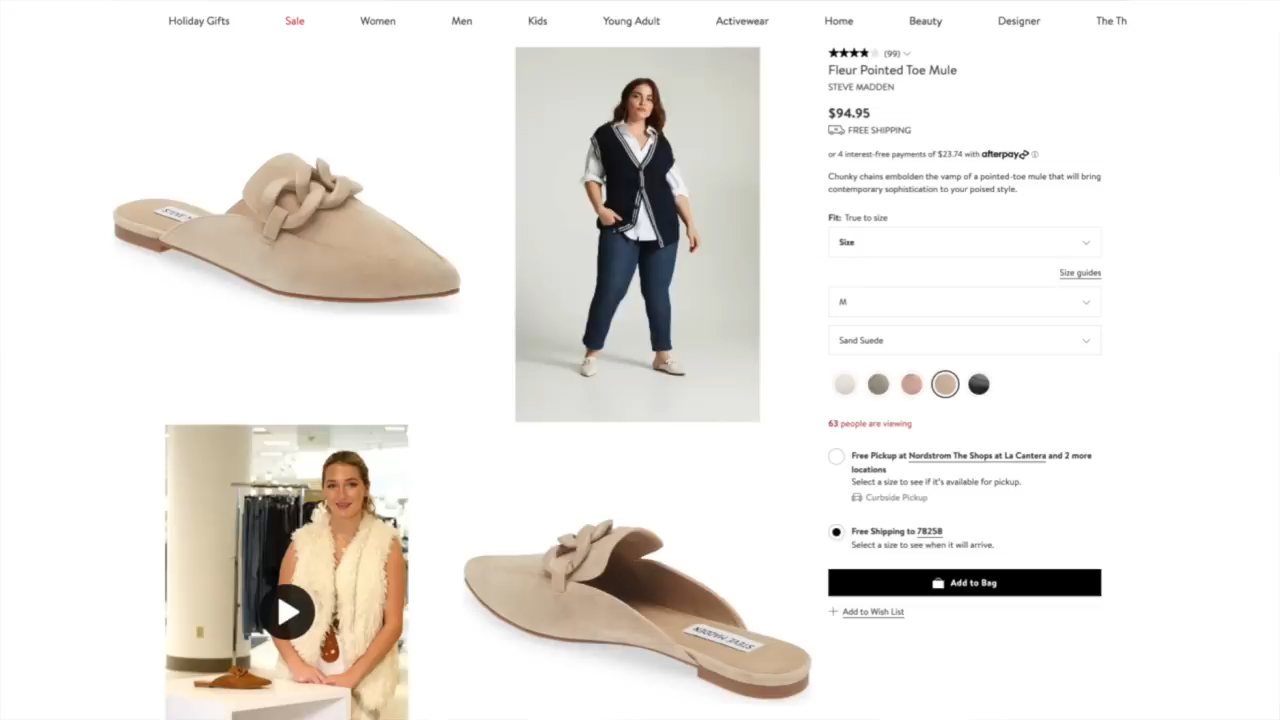 Holiday Gifts Sale Women Men Kids Young Adult Activewear Home Beauty Designer The Th
(99)
Fleur Pointed Toe Mule
STEVE MADDEN
$94.95
FREE SHIPPING
or 4 interest-free payments of $23.74 with afterpay
Chunky chains embolden the vamp of a pointed-toe mule that will bring
contemporary sophistication to your poised style.
Fit: True to size
Size
Size guides
M
Sand Suede
63 people are viewing
Free Pickup at Nordstrom The Shops at La Cantera and 2 more
locations
Select a size to see if it's available for pickup.
Curbside Pickup
Free Shipping to 78258
Select a size to see when it will arrive.
Add to Bag
+ Add to Wish List
STEVE MADDEN